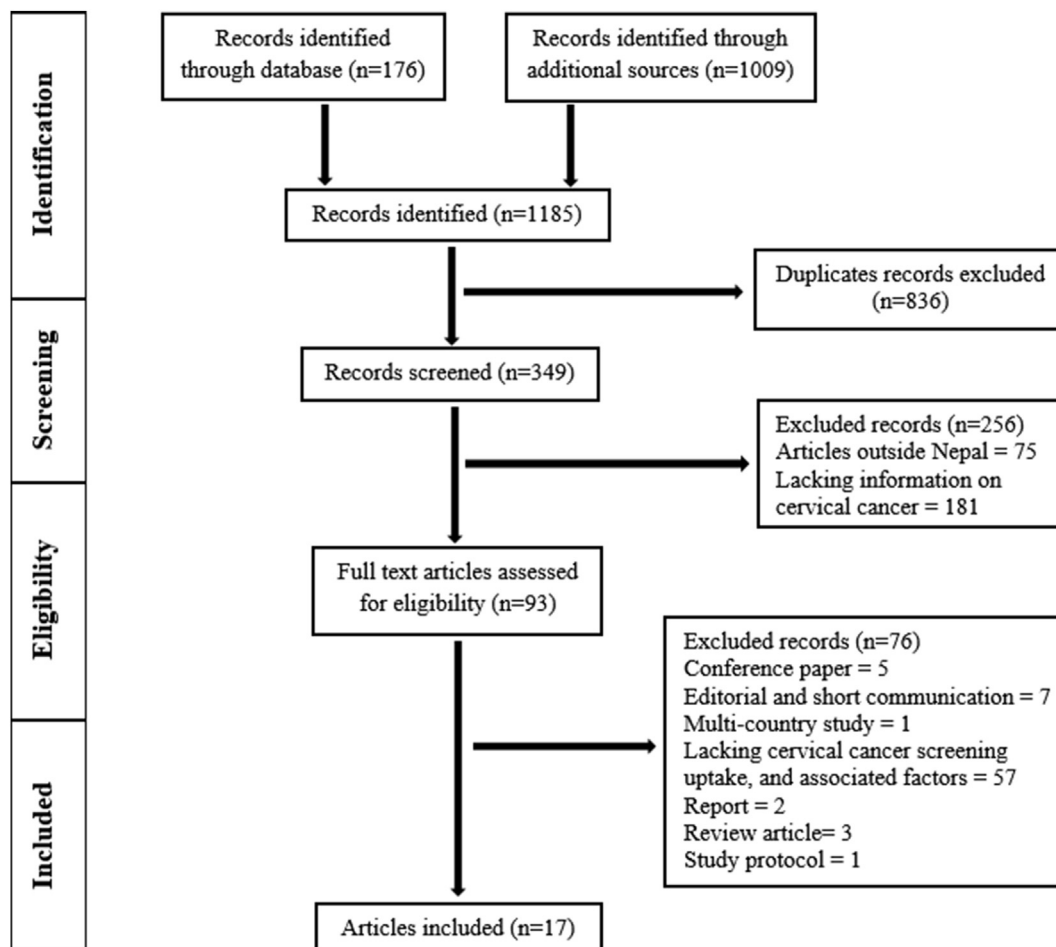 Identification
Records identified
through database (n=176)
Records identified through
additional sources (n=1009)
Records identified (n=1185)
Duplicates records excluded
(n=836)
Screening
Records screened (n=349)
Excluded records (n=256)
Articles outside Nepal = 75
Lacking information on
cervical cancer = 181
Eligibility
Full text articles assessed
for eligibility (n=93)
Excluded records (n=76)
Conference paper = 5
Editorial and short communication = 7
Multi-country study = 1
Lacking cervical cancer screening
uptake, and associated factors = 57
Report = 2
Review article= 3
Study protocol = 1
Included
Articles included (n=17)